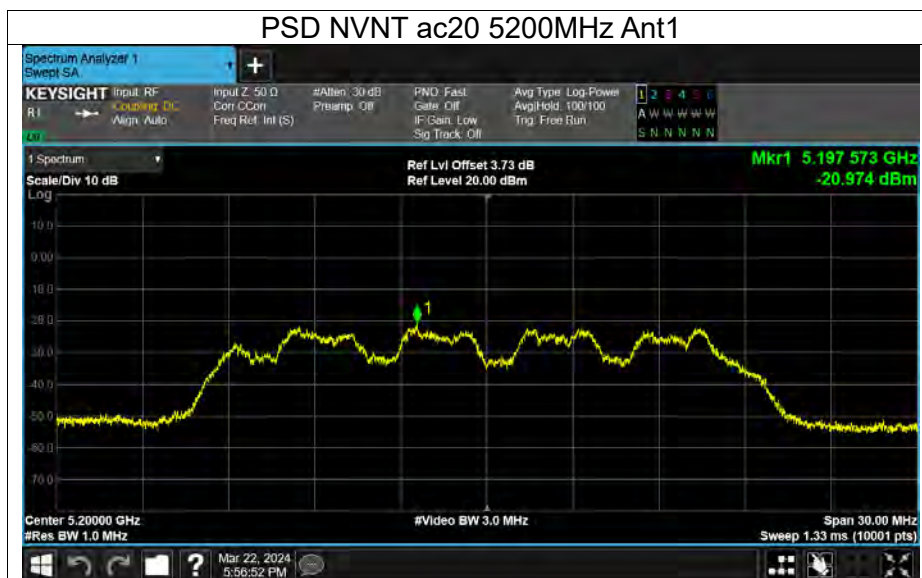 PSD NVNT ac20 5200MHz Ant1
Spectrum Analyzer 1
Swept SA
+
KEYSIGHT Input: RF Input Z: 50 Ω #Atten: 30 dB PNO: Fast Avg Type: Log-Power 1 2 3 4 5 6
Coupling: DC Corr CCorr Preamp: Off Gate: Off Avg|Hold: 100/100 A W W W W W
Align: Auto Freq Ref: Int (S) IF Gain: Low Trig: Free Run
Sig Track: Off S N N N N N
1 Spectrum Ref Lvl Offset 3.73 dB Mkr1 5.197 573 GHz
Scale/Div 10 dB Ref Level 20.00 dBm -20.974 dBm
Log
10.0
0.00
-10.0
-20.0
1
-30.0
-40.0
-50.0
-60.0
-70.0
Center 5.20000 GHz #Video BW 3.0 MHz Span 30.00 MHz
#Res BW 1.0 MHz Sweep 1.33 ms (10001 pts)
? Mar 22, 2024
5:56:52 PM